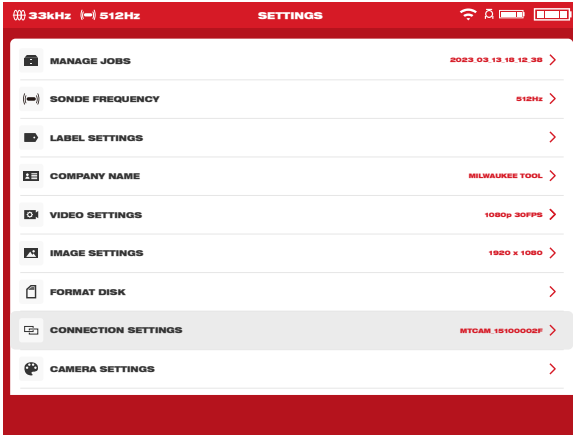 33kHz 512Hz SETTINGS
MANAGE JOBS 2023_03_13_18_12_38
SONDE FREQUENCY 512Hz
LABEL SETTINGS
COMPANY NAME MILWAUKEE TOOL
VIDEO SETTINGS 1080p 30FPS
IMAGE SETTINGS 1920 x 1080
FORMAT DISK
CONNECTION SETTINGS MTCAM_15100002F
CAMERA SETTINGS